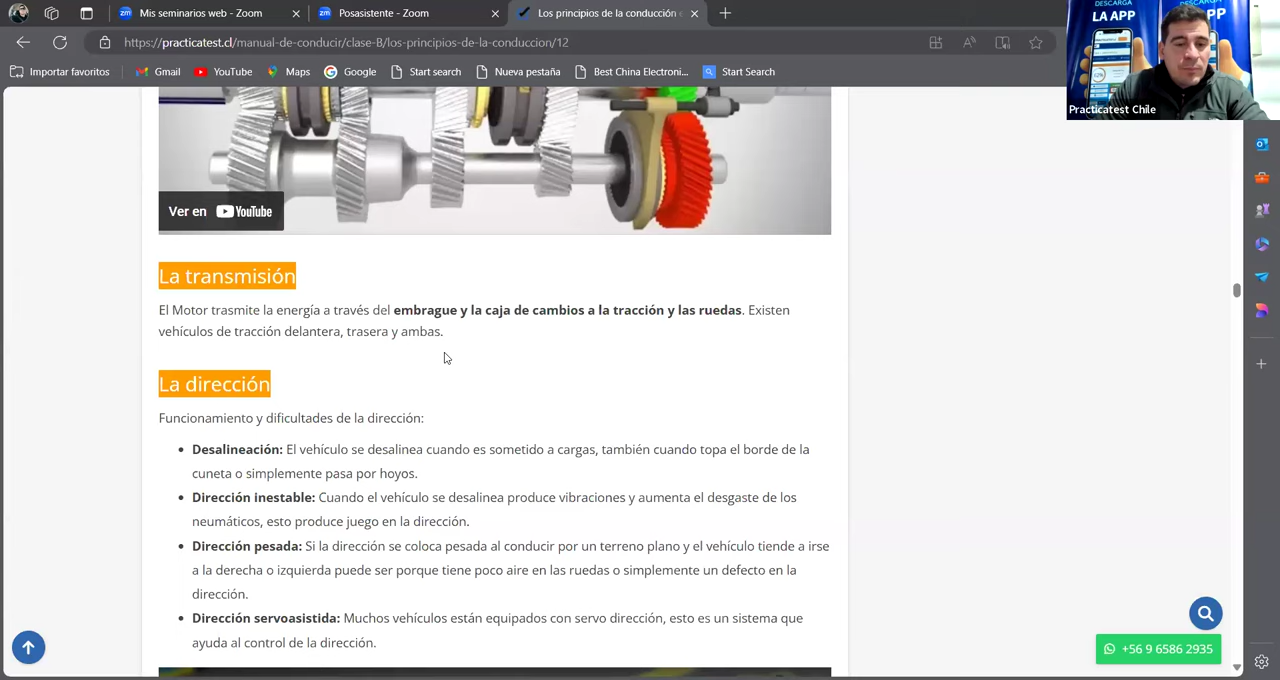 Mis seminarios web - Zoom
Posasistente - Zoom
Los principios de la conducción
https://practicatest.cl/manual-de-conducir/clase-B/los-principios-de-la-conduccion/12
Importar favoritos
Gmail
YouTube
Maps
Google
Start search
Nueva pestaña
Best China Electroni...
Start Search
DESCARGA
LA APP
Practicatest Chile
Ver en YouTube
La transmisión
El Motor trasmite la energía a través del embrague y la caja de cambios a la tracción y las ruedas. Existen
vehículos de tracción delantera, trasera y ambas.
La dirección
Funcionamiento y dificultades de la dirección:
Desalineación: El vehículo se desalinea cuando es sometido a cargas, también cuando topa el borde de la
cuneta o simplemente pasa por hoyos.
Dirección inestable: Cuando el vehículo se desalinea produce vibraciones y aumenta el desgaste de los
neumáticos, esto produce juego en la dirección.
Dirección pesada: Si la dirección se coloca pesada al conducir por un terreno plano y el vehículo tiende a irse
a la derecha o izquierda puede ser porque tiene poco aire en las ruedas o simplemente un defecto en la
dirección.
Dirección servoasistida: Muchos vehículos están equipados con servo dirección, esto es un sistema que
ayuda al control de la dirección.
+56 9 6586 2935